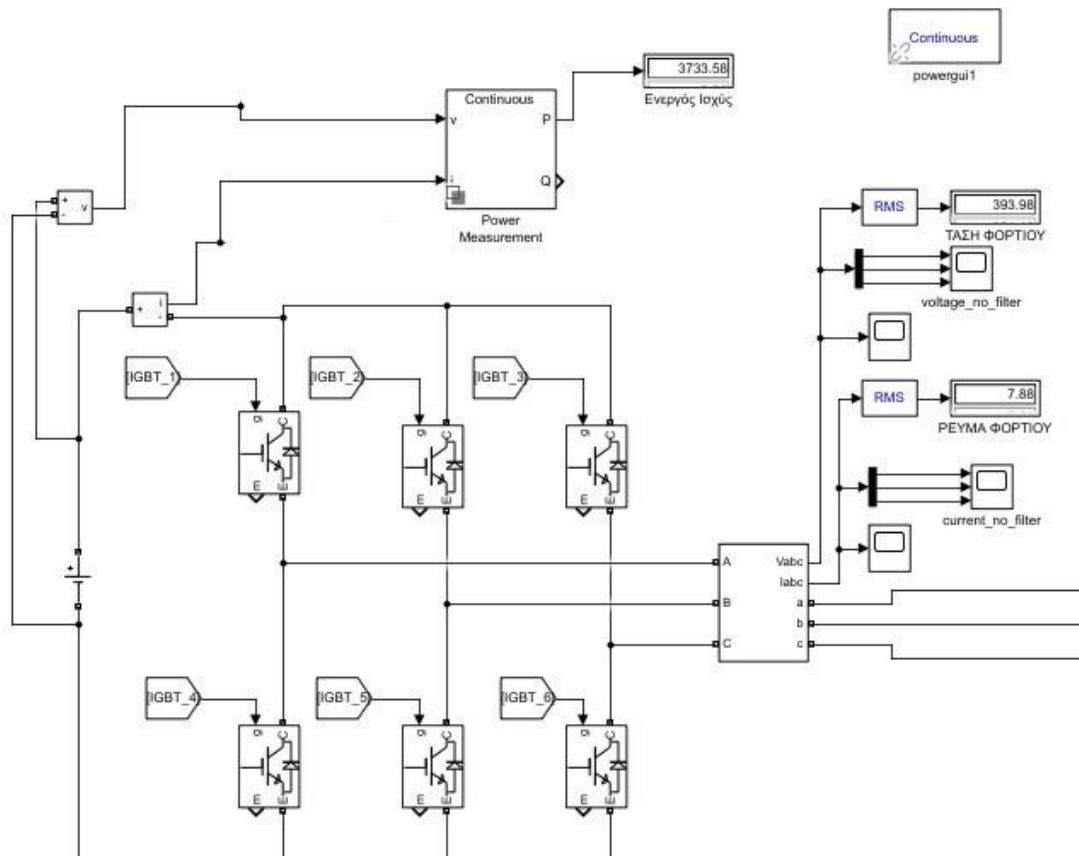 Continuous
powergui1
3733.58
Ενεργός Ισχύς
Continuous
v
P
i
Q
Power
Measurement
+
-
v
RMS
393.98
ΤΑΣΗ ΦΟΡΤΙΟΥ
voltage_no_filter
+
i
-
[IGBT_1]
[IGBT_2]
[IGBT_3]
RMS
7.88
ΡΕΥΜΑ ΦΟΡΤΙΟΥ
g
C
E
E
g
C
E
E
g
C
E
E
current_no_filter
+
A
B
C
Vabc
Iabc
a
b
c
[IGBT_4]
[IGBT_5]
[IGBT_6]
g
C
E
E
g
C
E
E
g
C
E
E